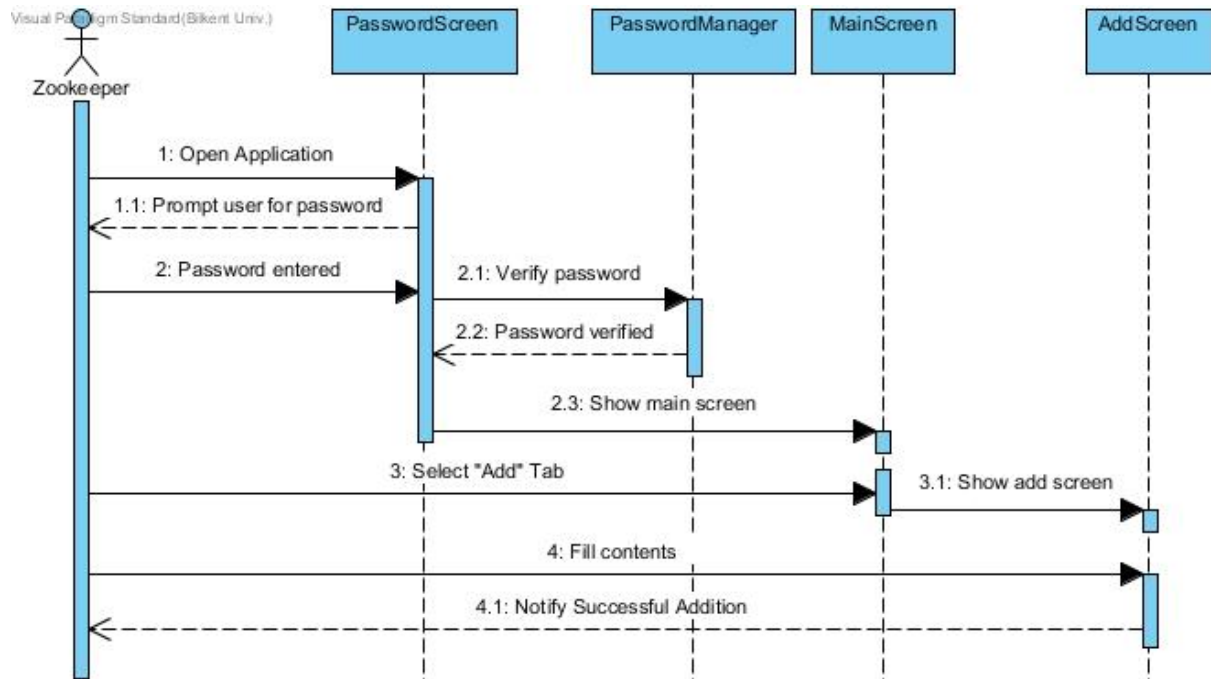 Visual Paradigm Standard(Bilkent Univ.)
PasswordScreen
PasswordManager
MainScreen
AddScreen
Zookeeper
1: Open Application
1.1: Prompt user for password
2: Password entered
2.1: Verify password
2.2: Password verified
2.3: Show main screen
3: Select "Add" Tab
3.1: Show add screen
4: Fill contents
4.1: Notify Successful Addition